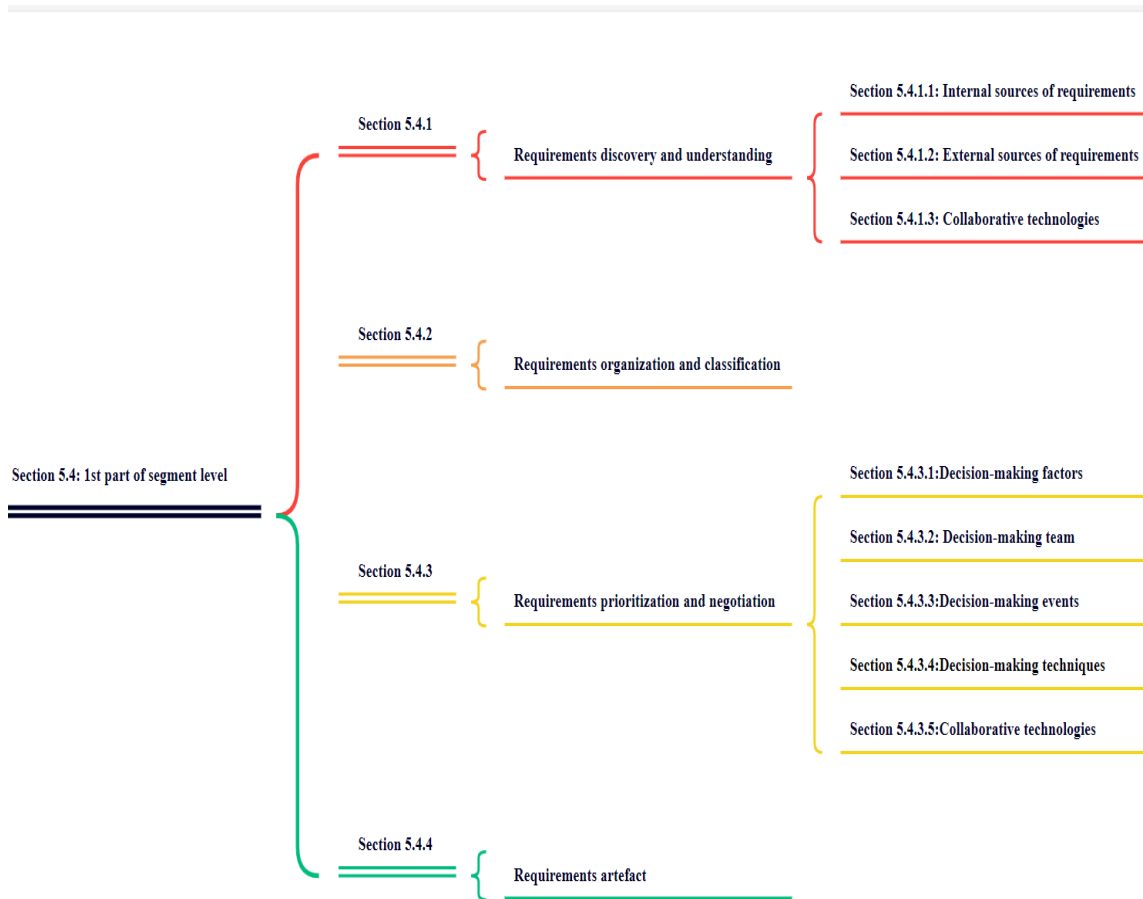 Section 5.4: 1st part of segment level
Section 5.4.1
Requirements discovery and understanding
Section 5.4.1.1: Internal sources of requirements
Section 5.4.1.2: External sources of requirements
Section 5.4.1.3: Collaborative technologies
Section 5.4.2
Requirements organization and classification
Section 5.4.3
Requirements prioritization and negotiation
Section 5.4.3.1:Decision-making factors
Section 5.4.3.2: Decision-making team
Section 5.4.3.3:Decision-making events
Section 5.4.3.4:Decision-making techniques
Section 5.4.3.5:Collaborative technologies
Section 5.4.4
Requirements artefact